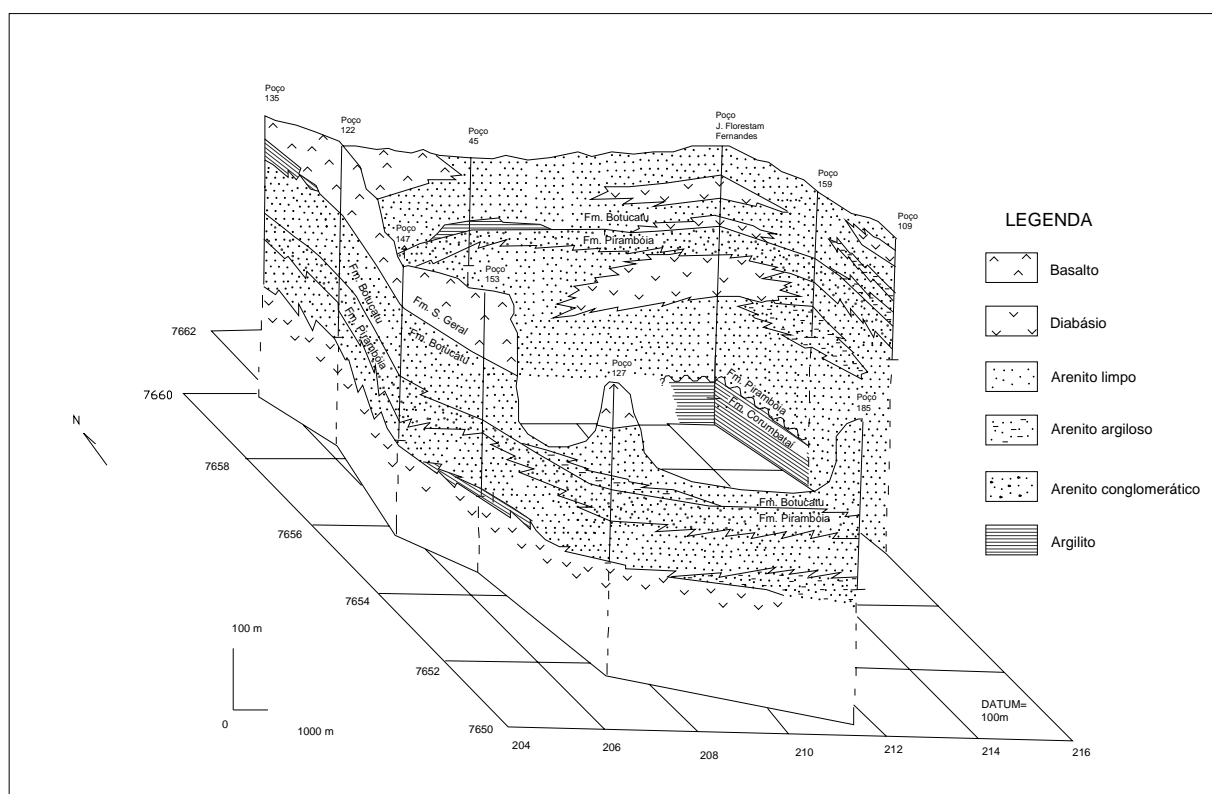 Poço
135
Poço
122
Poço
45
Poço
J. Florestam
Fernandes
Poço
159
Poço
109
Poço
147
Poço
153
Poço
127
Poço
185
Fm. Botucatu
Fm. Pirambóia
Fm. Botucatu
Fm. Pirambóia
Fm. S. Geral
Fm. Botucatu
Fm. Pirambóia
Fm. Corumbataí
?
Fm. Botucatu
Fm. Pirambóia
LEGENDA
Basalto
Diabásio
Arenito limpo
Arenito argiloso
Arenito conglomerático
Argilito
N
7662
7660
7658
7656
7654
7652
7650
204
206
208
210
212
214
216
DATUM=
100m
100 m
0
1000 m